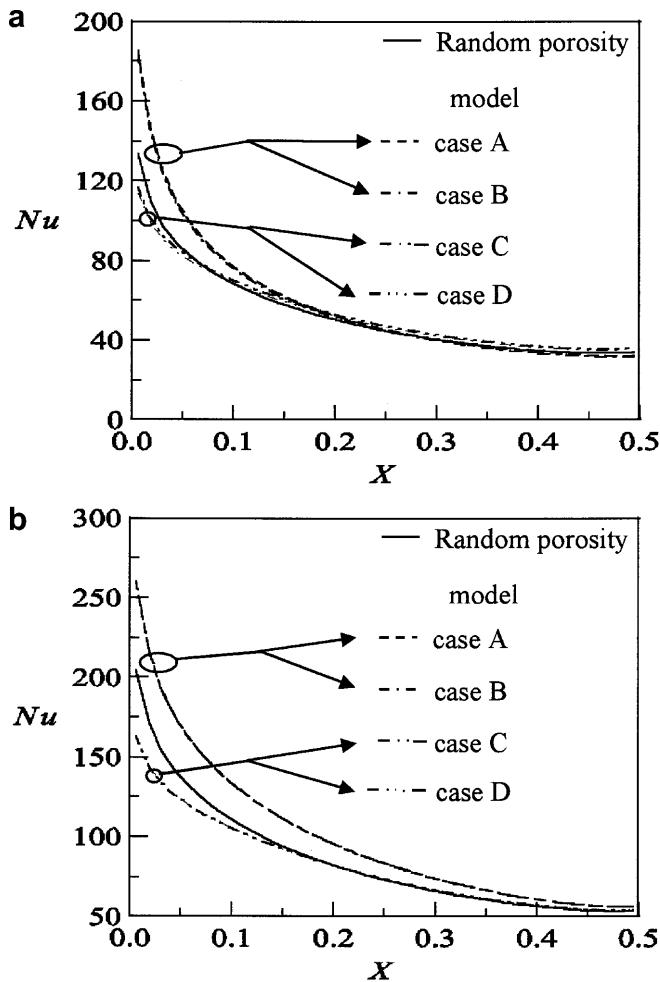 a
200
Random porosity
160
model
case A
120
case B
Nu
80
case C
case D
40
0
0.0 0.1 0.2 0.3 0.4 0.5
X
b
300
Random porosity
250
model
case A
200
case B
Nu
150
case C
100
case D
50
0.0 0.1 0.2 0.3 0.4 0.5
X